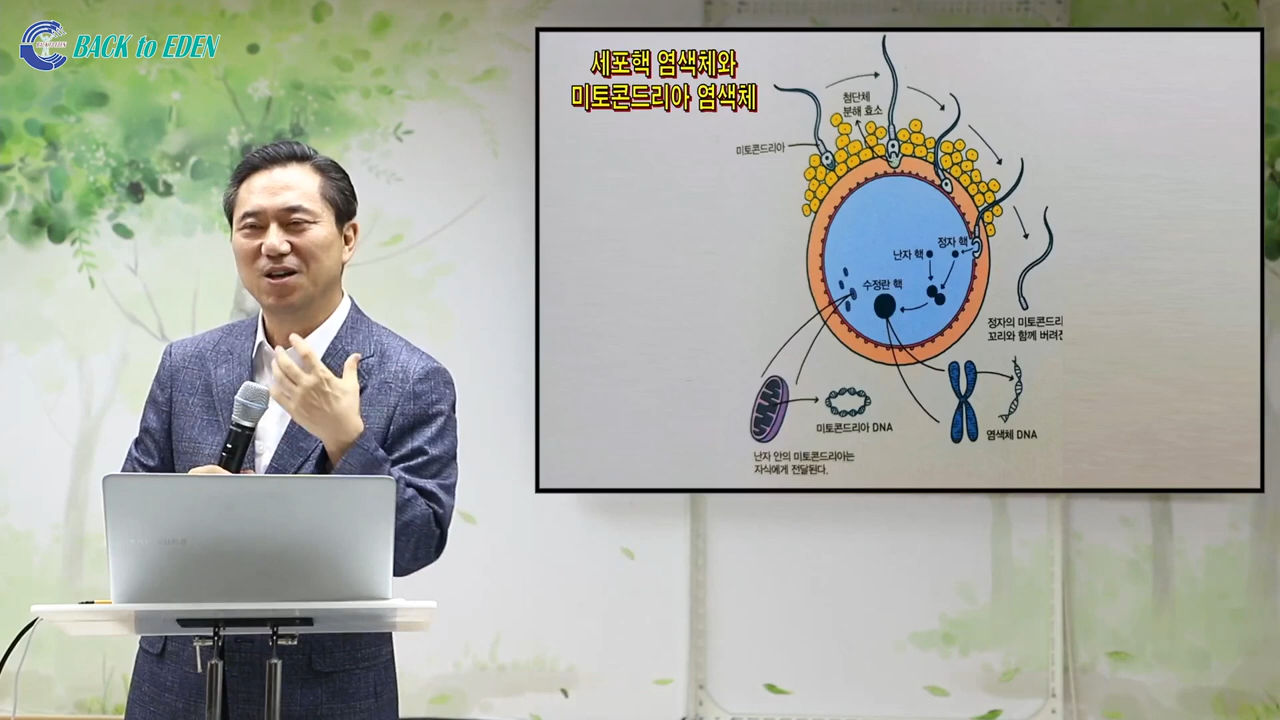 BACK to EDEN
세포핵 염색체와
미토콘드리아 염색체
첨단체
분해 효소
미토콘드리아
정자 핵
난자 핵
수정란 핵
정자의 미토콘드리
꼬리와 함께 버려진
미토콘드리아 DNA
염색체 DNA
난자 안의 미토콘드리아는
자식에게 전달된다.